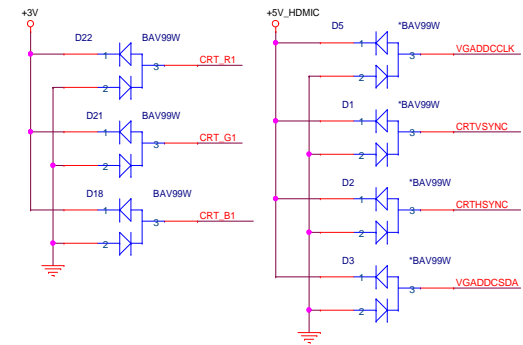 +3V
D22 BAV99W
1
3 CRT_R1
2
D21 BAV99W
1
3 CRT_G1
2
D18 BAV99W
1
3 CRT_B1
2
+5V_HDMIC
D5 *BAV99W
1
3 VGADDCCLK
2
D1 *BAV99W
1
3 CRTVSYNC
2
D2 *BAV99W
1
3 CRTHSYNC
2
D3 *BAV99W
1
3 VGADDCSDA
2